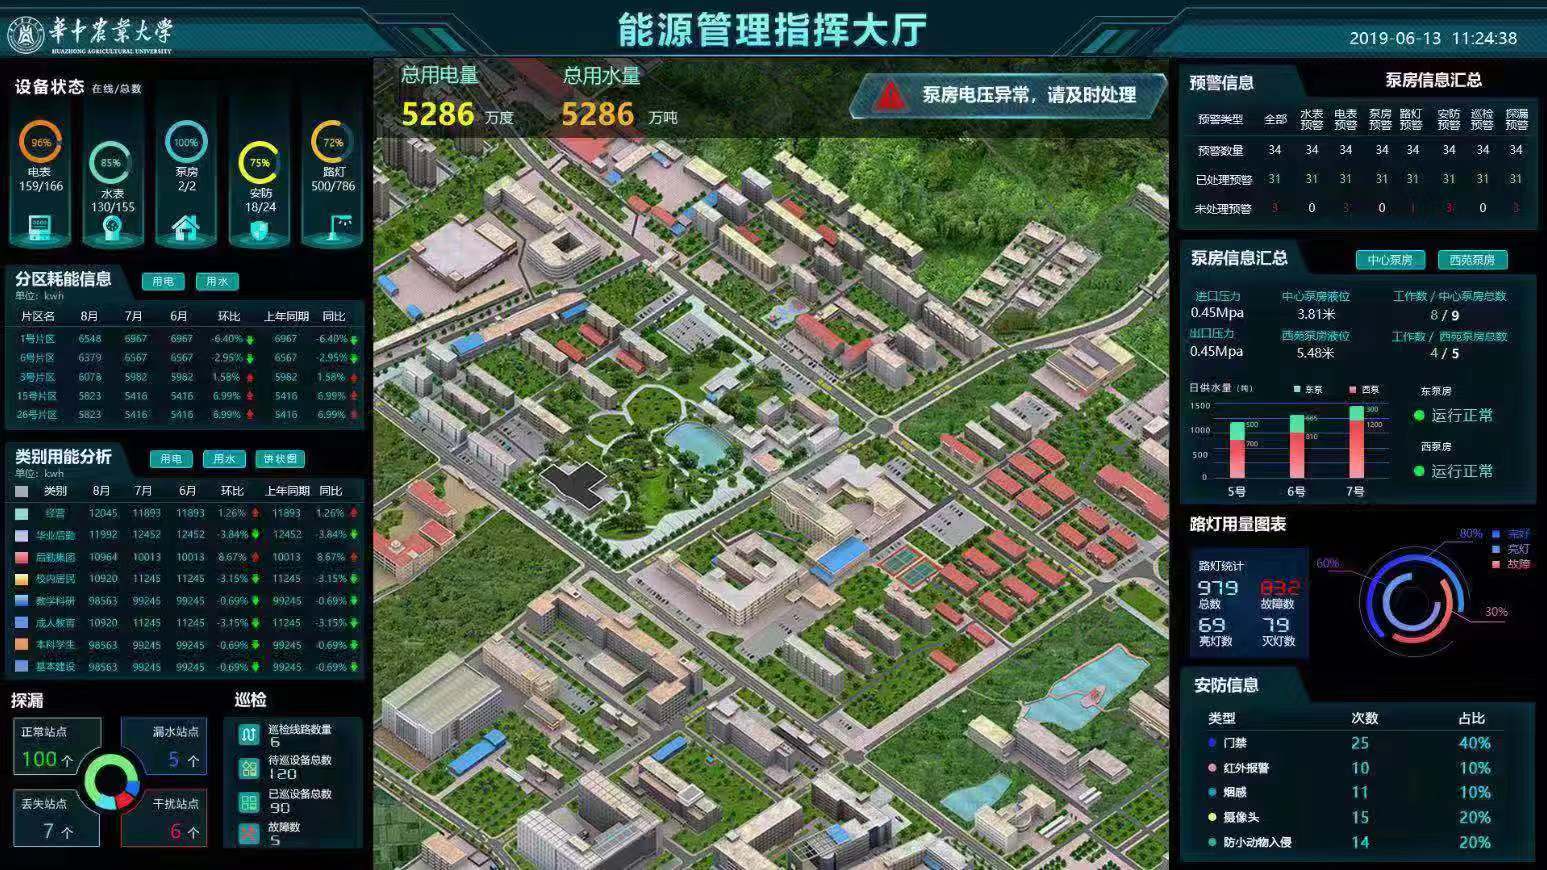 华中农业大学
HUAZHONG AGRICULTURAL UNIVERSITY
能源管理指挥大厅
2019-06-13 11:24:38
设备状态 在线/总数
96%
电表
159/166
85%
水表
130/155
100%
泵房
2/2
75%
安防
18/24
72%
路灯
500/786
分区耗能信息 用电 用水
单位: kwh
片区名 8月 7月 6月 环比 上年同期 同比
1号片区 6548 6967 6967 -6.40% 6967 -6.40%
6号片区 6379 6567 6567 -2.95% 6567 -2.95%
3号片区 6078 5982 5982 1.58% 5982 1.58%
15号片区 5823 5416 5416 6.99% 5416 6.99%
26号片区 5823 5416 5416 6.99% 5416 6.99%
类别用能分析 用电 用水 饼状图
单位: kwh
类别 8月 7月 6月 环比 上年同期 同比
经营 12045 11893 11893 1.26% 11893 1.26%
华业后勤 11992 12452 12452 -3.84% 12452 -3.84%
后勤集团 10964 10013 10013 8.67% 10013 8.67%
校内居民 10920 11245 11245 -3.15% 11245 -3.15%
教学科研 98563 99245 99245 -0.69% 99245 -0.69%
成人教育 10920 11245 11245 -3.15% 11245 -3.15%
本科学生 98563 99245 99245 -0.69% 99245 -0.69%
基本建设 98563 99245 99245 -0.69% 99245 -0.69%
探漏
正常站点
100 个
漏水站点
5 个
丢失站点
7 个
干扰站点
6 个
巡检
巡检线路数量
6
待巡设备总数
120
已巡设备总数
90
故障数
5
总用电量
5286 万度
总用水量
5286 万吨
泵房电压异常，请及时处理
预警信息 泵房信息汇总
预警类型 全部 水表预警 电表预警 泵房预警 路灯预警 安防预警 巡检预警 探漏预警
预警数量 34 34 34 34 34 34 34 34
已处理预警 31 31 31 31 31 31 31 31
未处理预警 3 0 3 0 1 3 0 3
泵房信息汇总 中心泵房 西苑泵房
进口压力 中心泵房液位 工作数 / 中心泵房总数
0.45Mpa 3.81米 8 / 9
出口压力 西苑泵房液位 工作数 / 西苑泵房总数
0.45Mpa 5.48米 4 / 5
日供水量（吨） 东泵 西泵
1500
1000
500
0
500
700
665
810
300
1200
5号 6号 7号
东泵房
运行正常
西泵房
运行正常
路灯用量图表
路灯统计
979 832
总数 故障数
69 79
亮灯数 灭灯数
80%
60%
30%
完好
亮灯
故障
安防信息
类型 次数 占比
门禁 25 40%
红外报警 10 10%
烟感 11 10%
摄像头 15 20%
防小动物入侵 14 20%